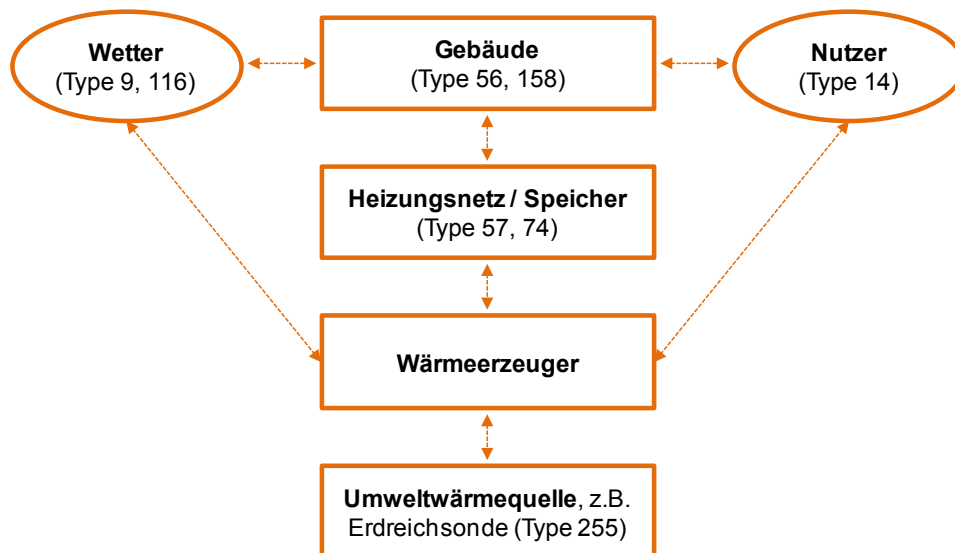 Wetter
(Type 9, 116)
Gebäude
(Type 56, 158)
Nutzer
(Type 14)
Heizungsnetz / Speicher
(Type 57, 74)
Wärmeerzeuger
Umweltwärmequelle, z.B.
Erdreichsonde (Type 255)